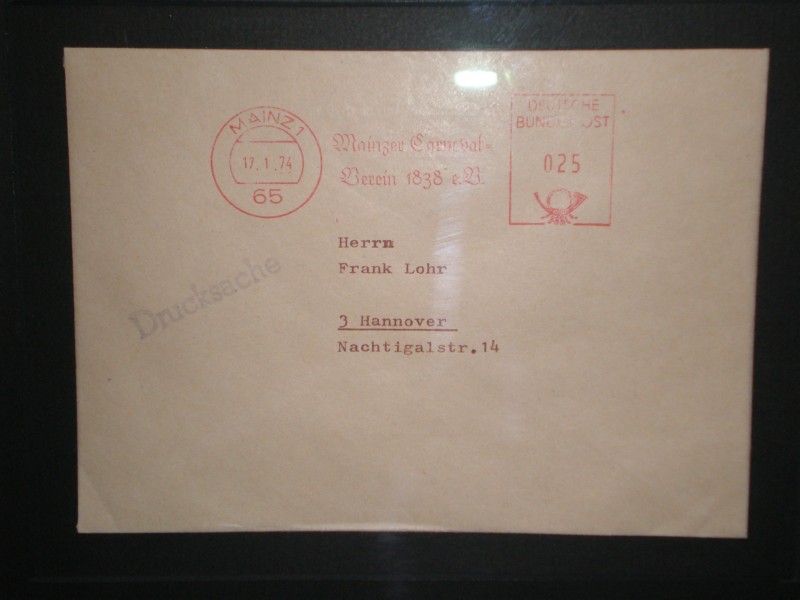 MAINZ 1
17.1.74
65
Mainzer Carneval-
Verein 1838 e.V.
DEUTSCHE
BUNDESPOST
025
Herrn
Frank Lohr
3 Hannover
Nachtigalstr.14
Drucksache